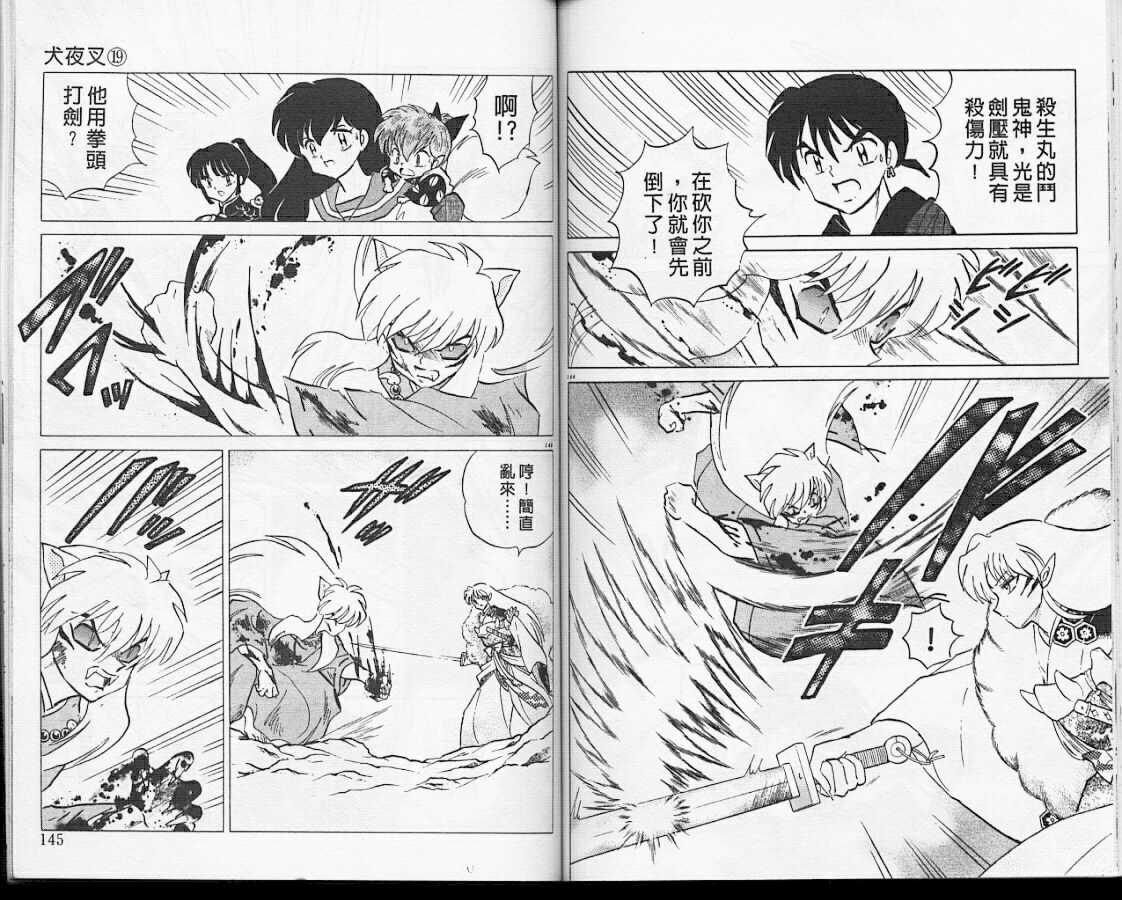 殺生丸的鬥
鬼神，光是
劍壓就具有
殺傷力！
在砍你之前
，你就會先
倒下了！
144
！
犬夜叉⑲
啊!?
他用拳頭
打劍？
哼！簡直
亂來……
145